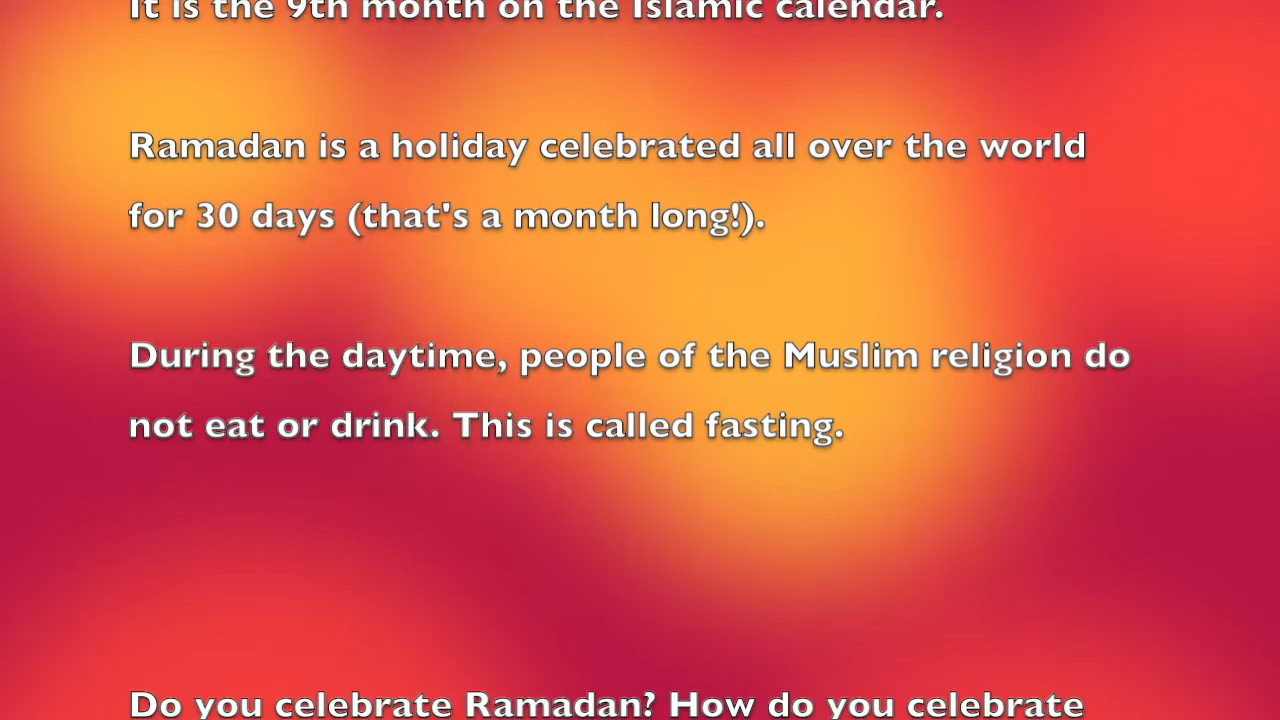 It is the 9th month on the Islamic calendar.
Ramadan is a holiday celebrated all over the world
for 30 days (that's a month long!).
During the daytime, people of the Muslim religion do
not eat or drink. This is called fasting.
Do you celebrate Ramadan? How do you celebrate